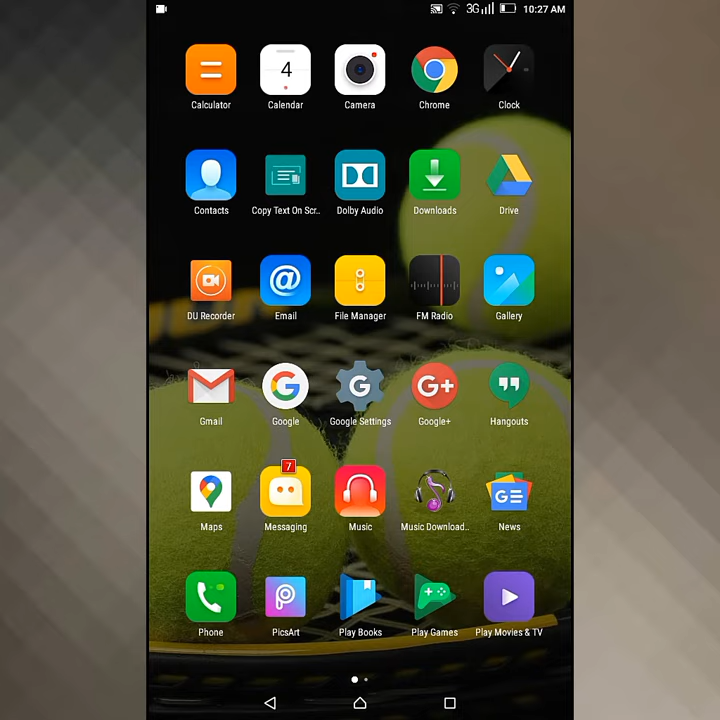 3G 10:27 AM
4
Calculator Calendar Camera Chrome Clock
Contacts Copy Text On Scr.. Dolby Audio Downloads Drive
@
DU Recorder Email File Manager FM Radio Gallery
G G G+
Gmail Google Google Settings Google+ Hangouts
7
GE
Maps Messaging Music Music Download.. News
Phone PicsArt Play Books Play Games Play Movies & TV